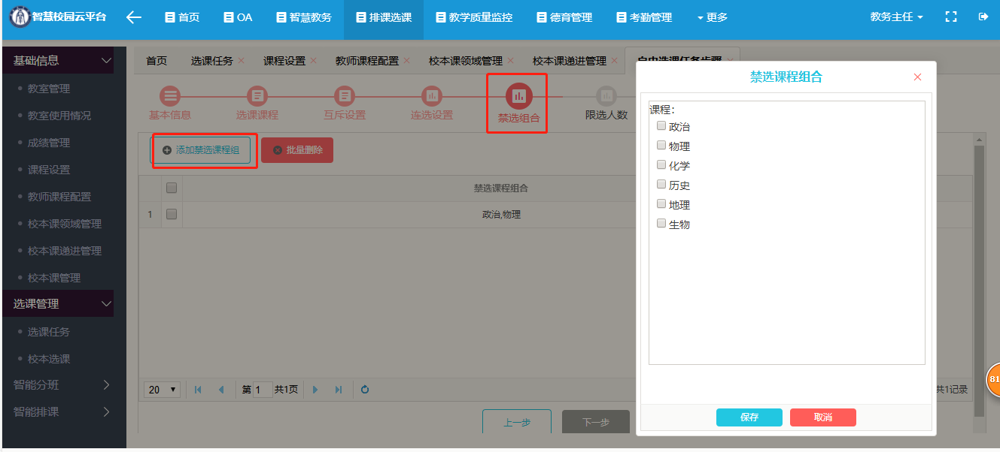 智慧校园云平台
首页
OA
智慧教务
排课选课
教学质量监控
德育管理
考勤管理
更多
教务主任
基础信息
教室管理
教室使用情况
成绩管理
课程设置
教师课程配置
校本课领域管理
校本课递进管理
校本课管理
选课管理
选课任务
校本选课
智能分班
智能排课
首页
选课任务
课程设置
教师课程配置
校本课领域管理
校本课递进管理
自由选课任务步骤
基本信息
选课课程
互斥设置
连选设置
禁选组合
限选人数
添加禁选课程组
批量删除
禁选课程组合
1
政治,物理
20
第 1 共1页
共1记录
上一步
下一步
禁选课程组合
课程:
政治
物理
化学
历史
地理
生物
保存
取消
81